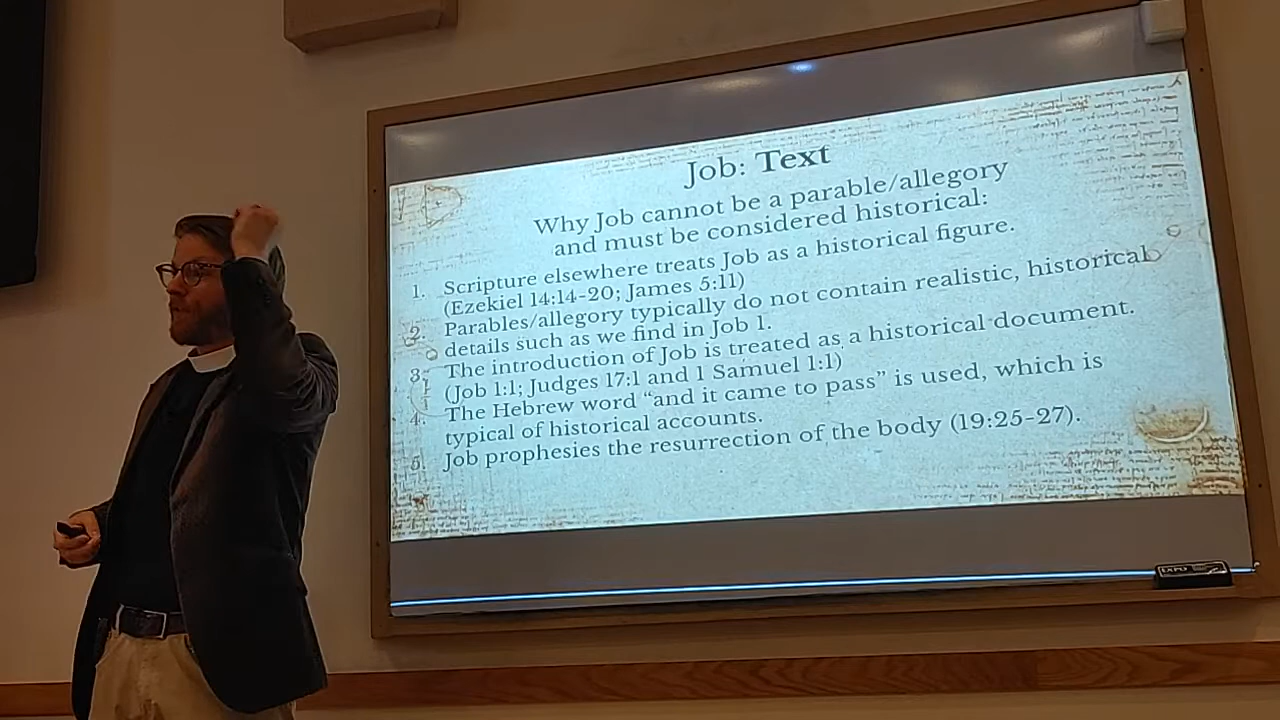 Job: Text
Why Job cannot be a parable/allegory
and must be considered historical:
1. Scripture elsewhere treats Job as a historical figure.
(Ezekiel 14:14-20; James 5:11)
2. Parables/allegory typically do not contain realistic, historical
details such as we find in Job 1.
3. The introduction of Job is treated as a historical document.
(Job 1:1; Judges 17:1 and 1 Samuel 1:1)
4. The Hebrew word “and it came to pass” is used, which is
typical of historical accounts.
5. Job prophesies the resurrection of the body (19:25-27).
EXPO